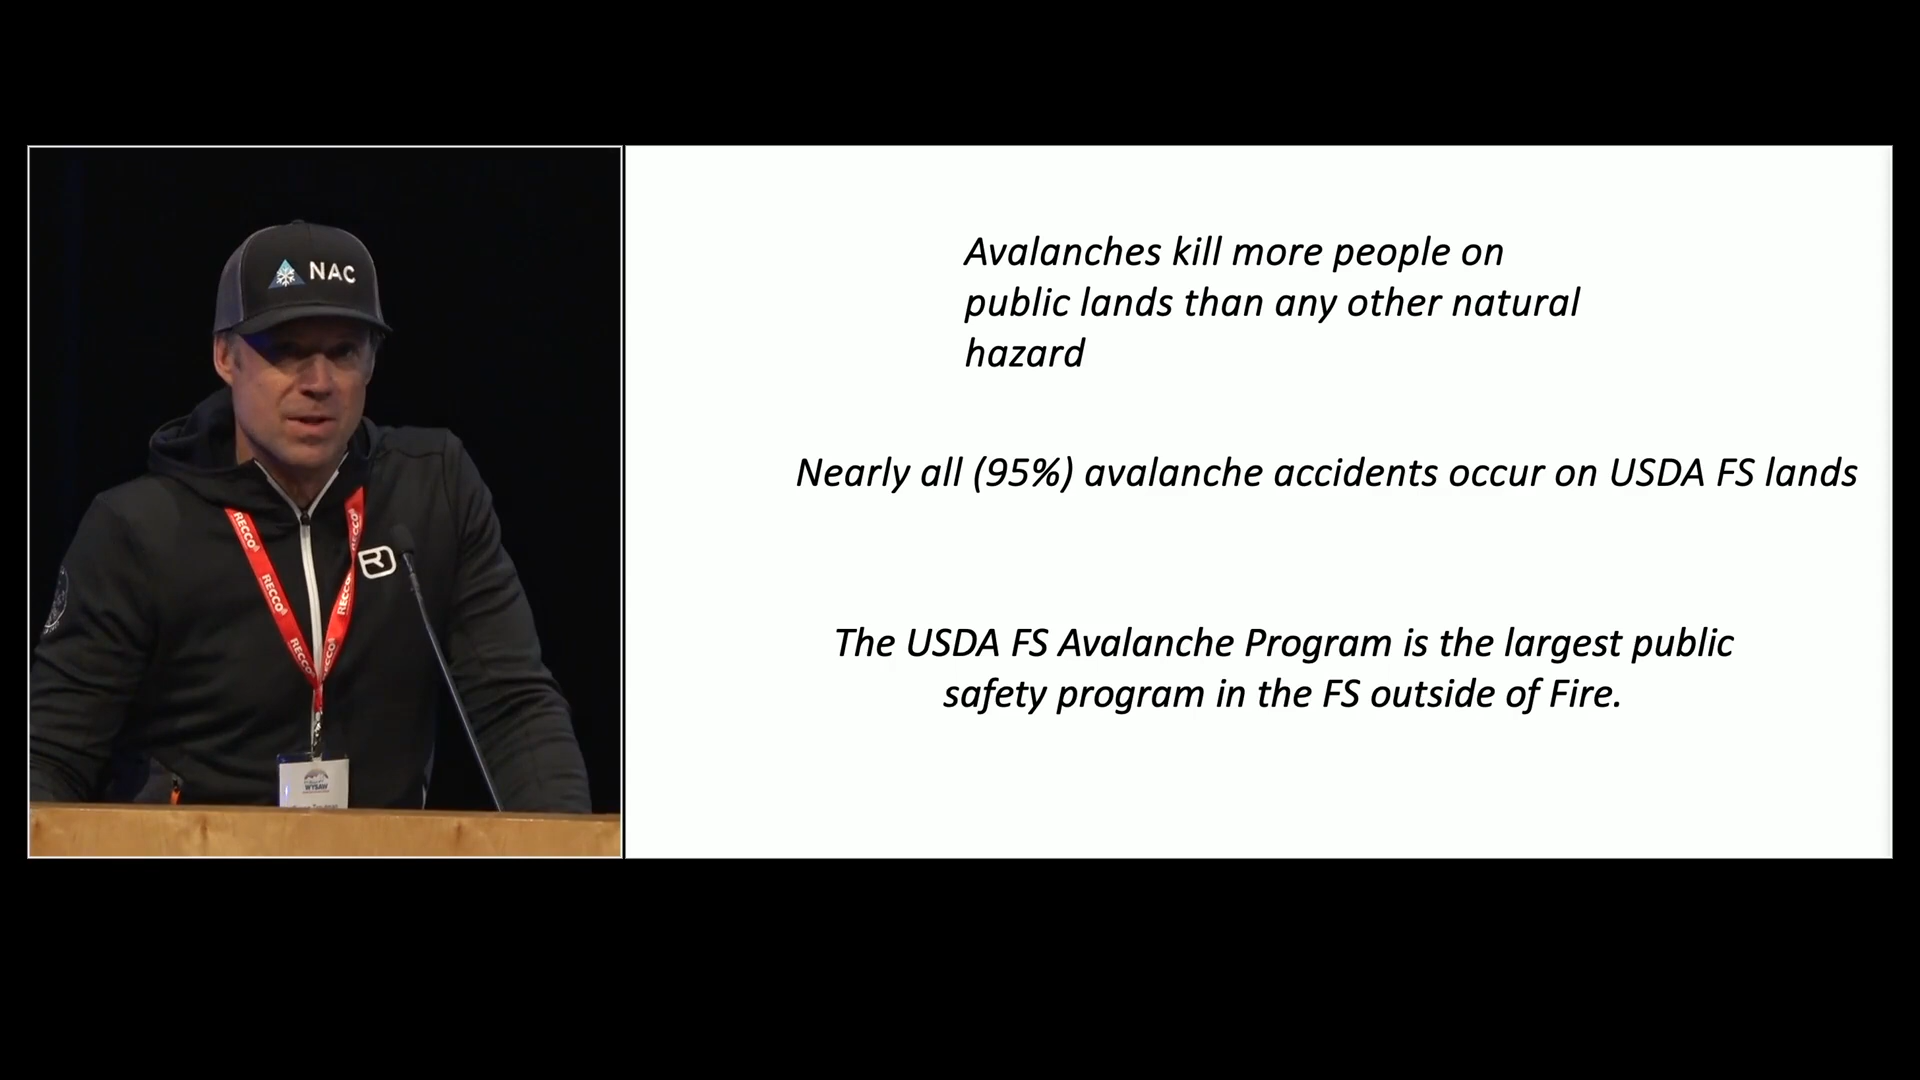 NAC
RECCO
RECCO
RECCO
RECCO
RECCO
RECCO
WYSAW
Avalanches kill more people on
public lands than any other natural
hazard
Nearly all (95%) avalanche accidents occur on USDA FS lands
The USDA FS Avalanche Program is the largest public
safety program in the FS outside of Fire.